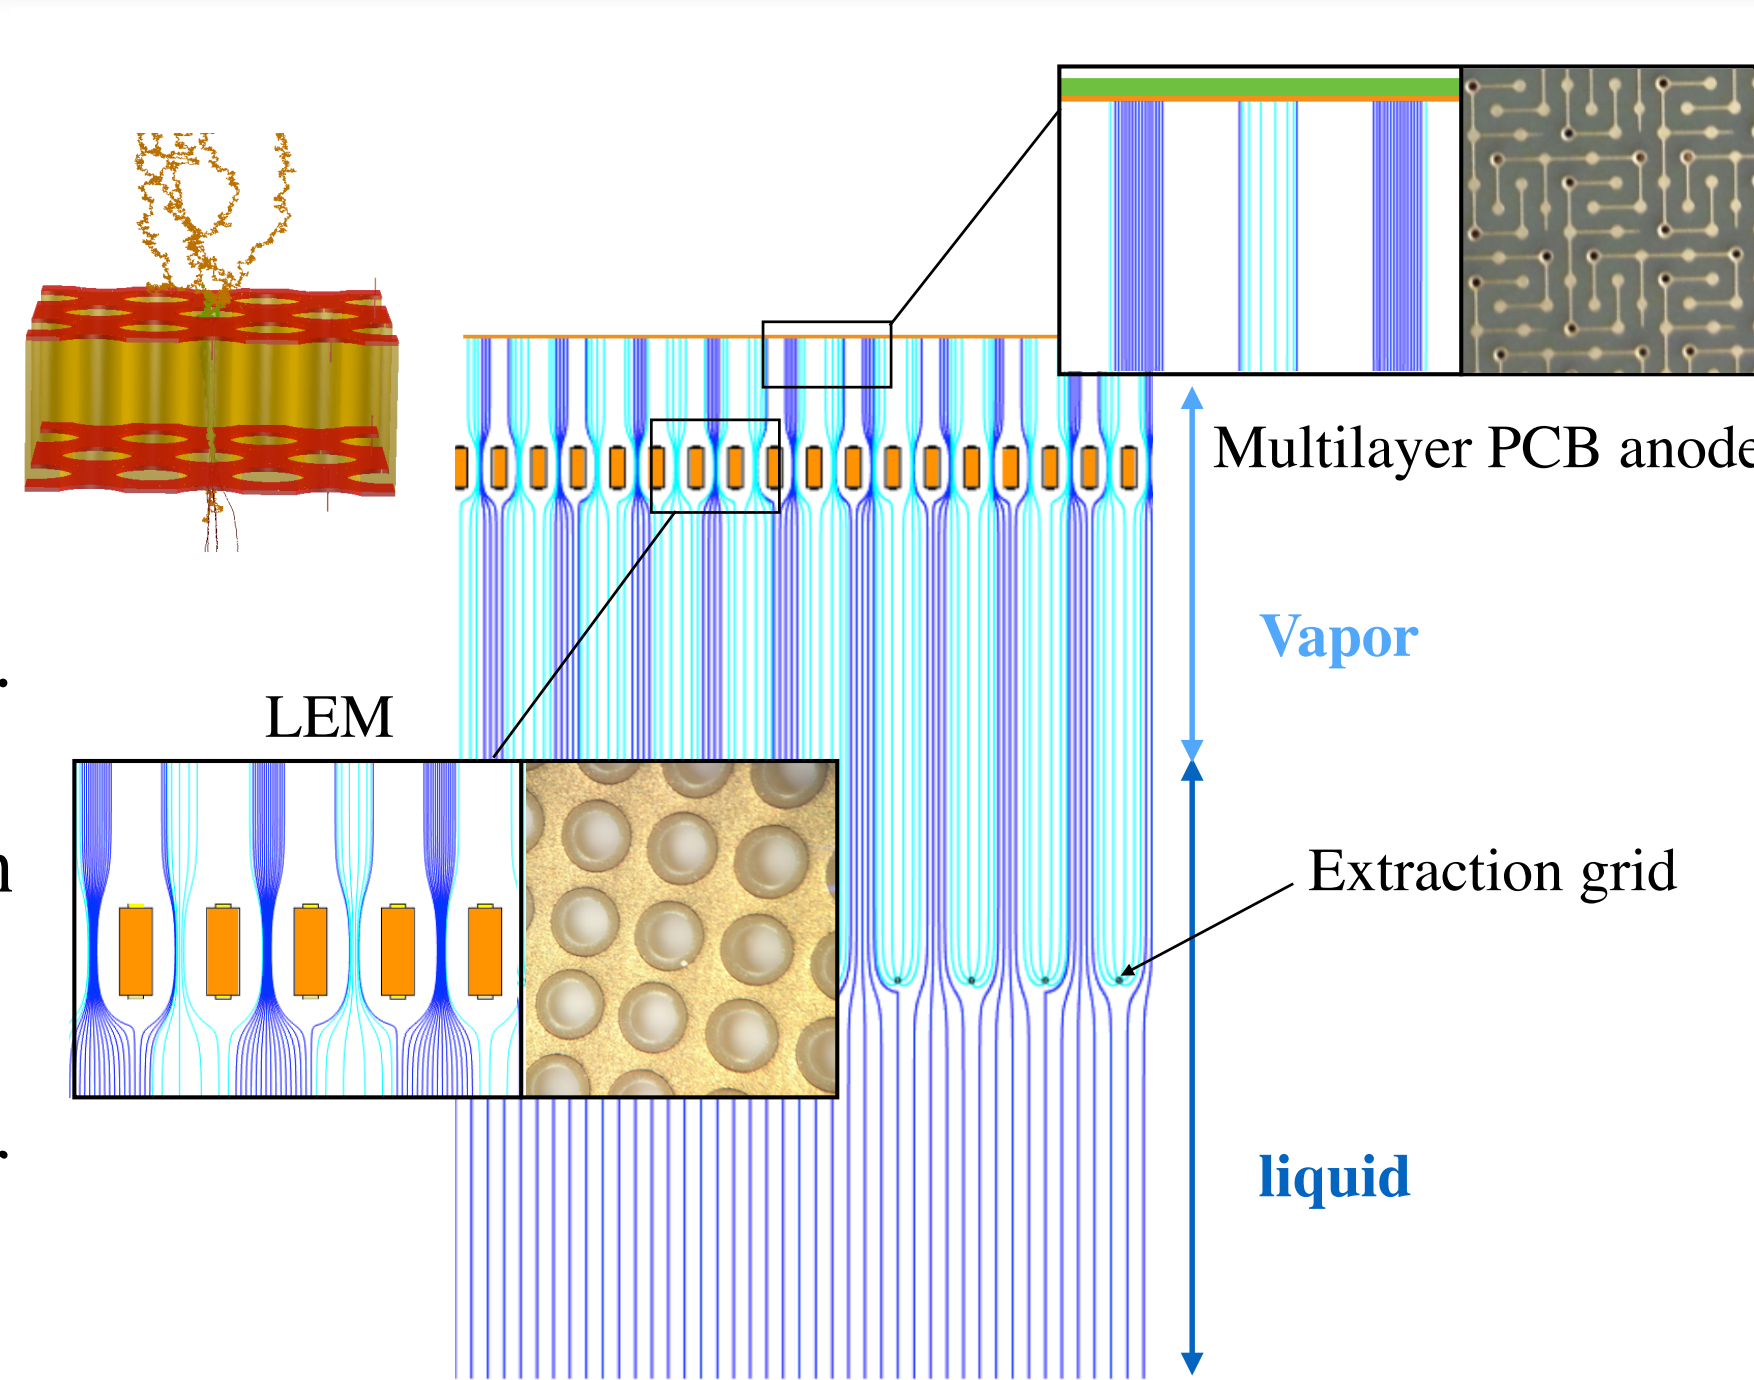 Multilayer PCB anode
Vapor
LEM
Extraction grid
liquid